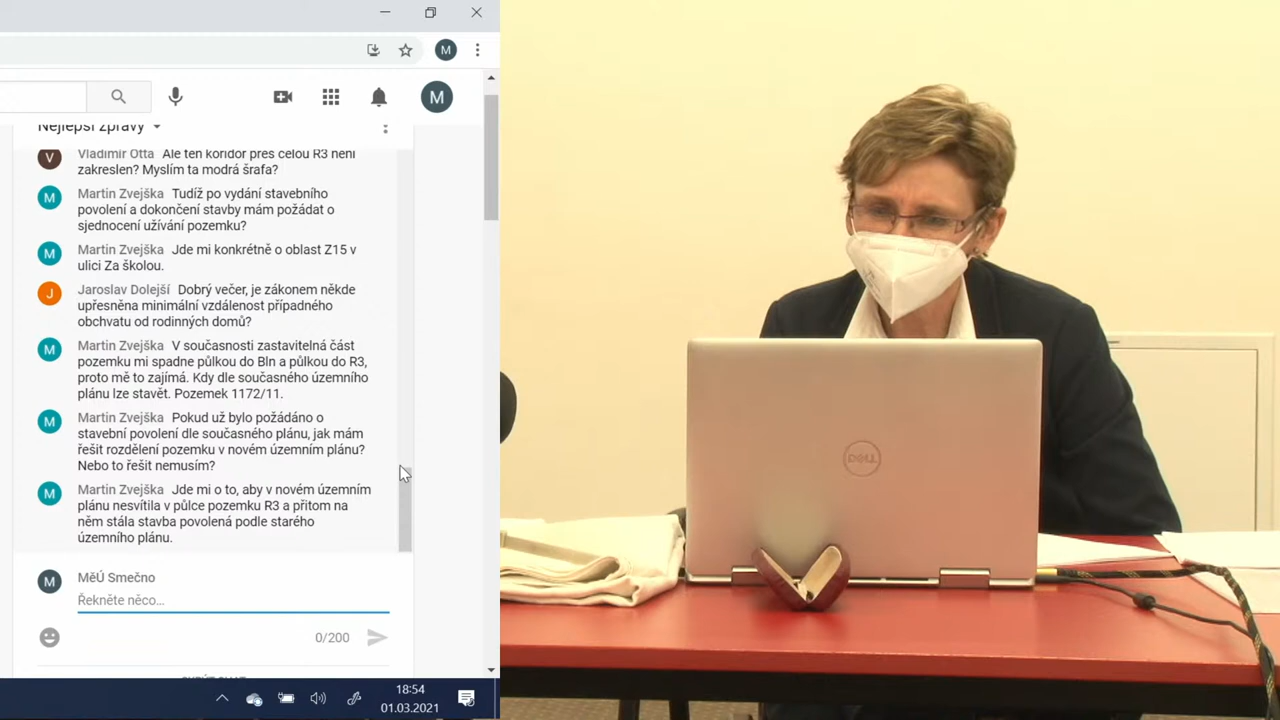 M
M
Nejlepší zprávy
V Vladimír Otta Ale ten koridor přes celou R3 není
zakreslen? Myslím ta modrá šrafa?
M Martin Zvejška Tudíž po vydání stavebního
povolení a dokončení stavby mám požádat o
sjednocení užívání pozemku?
M Martin Zvejška Jde mi konkrétně o oblast Z15 v
ulici Za školou.
J Jaroslav Dolejší Dobrý večer, je zákonem někde
upřesněna minimální vzdálenost případného
obchvatu od rodinných domů?
M Martin Zvejška V současnosti zastavitelná část
pozemku mi spadne půlkou do BIn a půlkou do R3,
proto mě to zajímá. Kdy dle současného územního
plánu lze stavět. Pozemek 1172/11.
M Martin Zvejška Pokud už bylo požádáno o
stavební povolení dle současného plánu, jak mám
řešit rozdělení pozemku v novém územním plánu?
Nebo to řešit nemusím?
M Martin Zvejška Jde mi o to, aby v novém územním
plánu nesvítila v půlce pozemku R3 a přitom na
něm stála stavba povolená podle starého
územního plánu.
M MěÚ Smečno
Řekněte něco...
0/200
18:54
01.03.2021
DELL